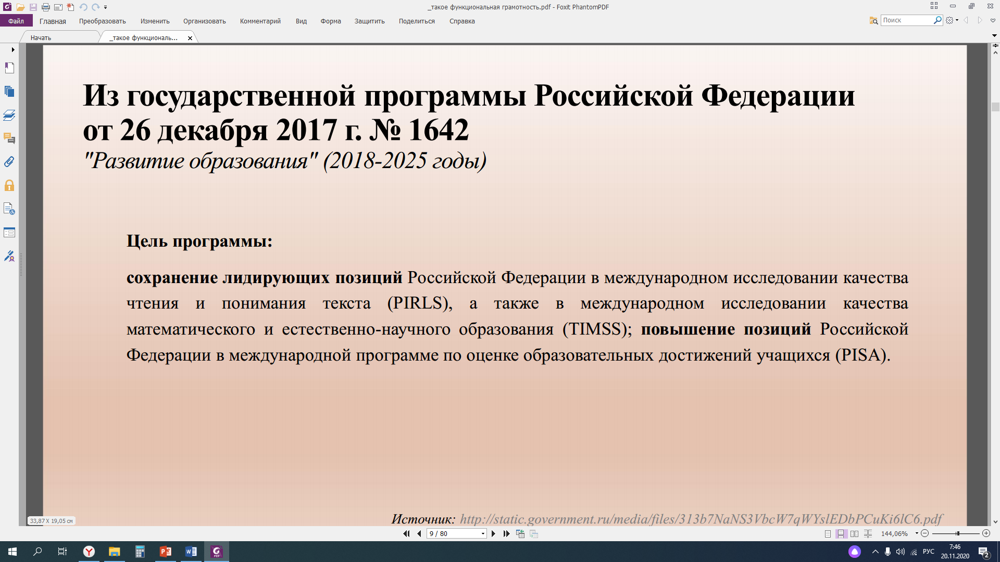 _такое функциональная грамотность.pdf - Foxit PhantomPDF
Файл Главная Преобразовать Изменить Организовать Комментарий Вид Форма Защитить Поделиться Справка Поиск
Начать _такое функциональ...
Из государственной программы Российской Федерации
от 26 декабря 2017 г. № 1642
"Развитие образования" (2018-2025 годы)
Цель программы:
сохранение лидирующих позиций Российской Федерации в международном исследовании качества
чтения и понимания текста (PIRLS), а также в международном исследовании качества
математического и естественно-научного образования (TIMSS); повышение позиций Российской
Федерации в международной программе по оценке образовательных достижений учащихся (PISA).
Источник: http://static.government.ru/media/files/313b7NaNS3VbcW7qWYslEDbPCuKi6lC6.pdf
33,87 X 19,05 см
9 / 80 144,06%
РУС 7:46
20.11.2020 2